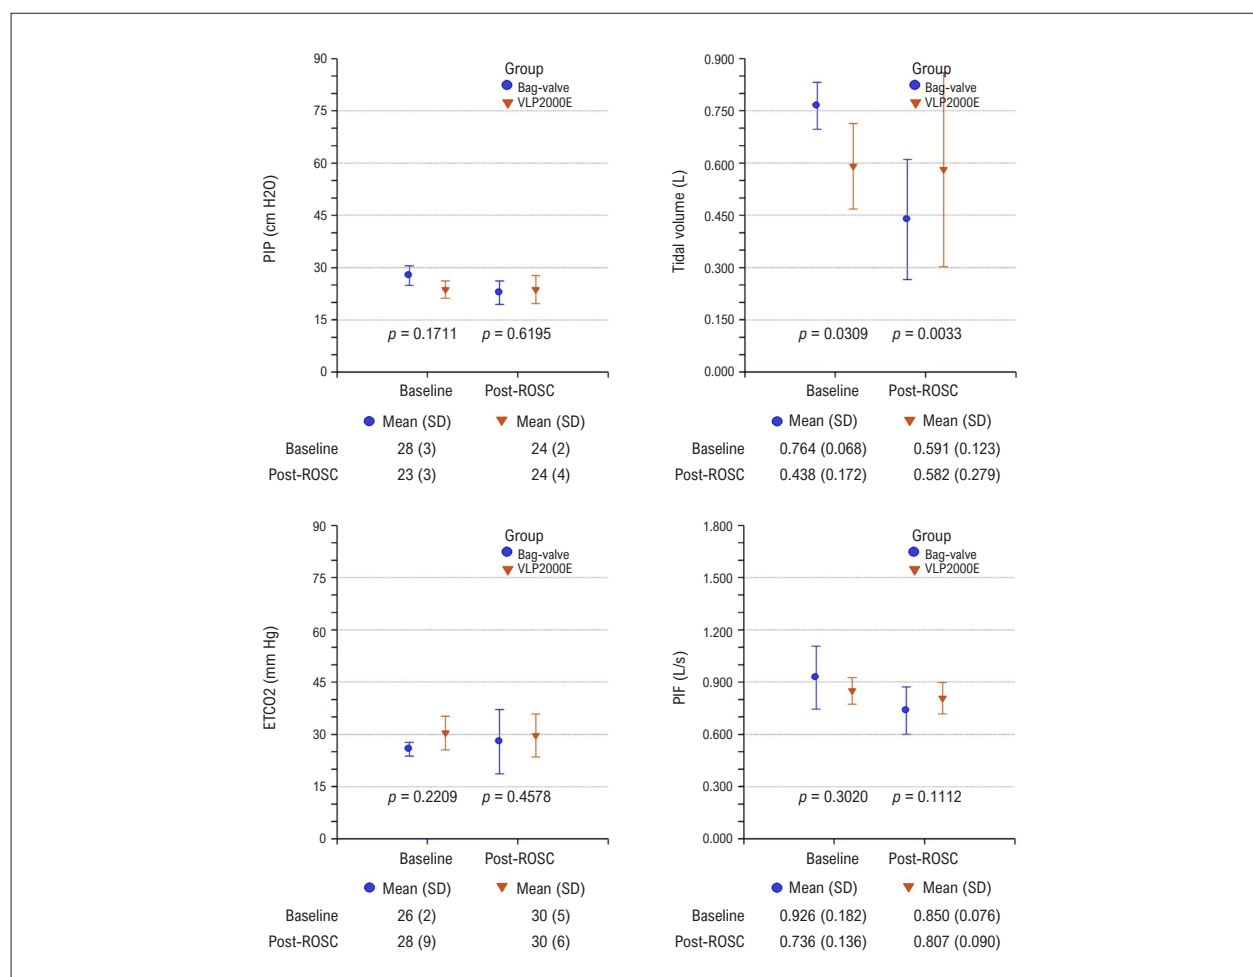 90
75
60
45
30
15
0
PIP (cm H2O)
Group
Bag-valve
VLP2000E
p = 0.1711 p = 0.6195
Baseline Post-ROSC
Mean (SD) Mean (SD)
Baseline 28 (3) 24 (2)
Post-ROSC 23 (3) 24 (4)
0.900
0.750
0.600
0.450
0.300
0.150
0.000
Tidal volume (L)
Group
Bag-valve
VLP2000E
p = 0.0309 p = 0.0033
Baseline Post-ROSC
Mean (SD) Mean (SD)
Baseline 0.764 (0.068) 0.591 (0.123)
Post-ROSC 0.438 (0.172) 0.582 (0.279)
90
75
60
45
30
15
0
ETCO2 (mm Hg)
Group
Bag-valve
VLP2000E
p = 0.2209 p = 0.4578
Baseline Post-ROSC
Mean (SD) Mean (SD)
Baseline 26 (2) 30 (5)
Post-ROSC 28 (9) 30 (6)
1.800
1.500
1.200
0.900
0.600
0.300
0.000
PIF (L/s)
Group
Bag-valve
VLP2000E
p = 0.3020 p = 0.1112
Baseline Post-ROSC
Mean (SD) Mean (SD)
Baseline 0.926 (0.182) 0.850 (0.076)
Post-ROSC 0.736 (0.136) 0.807 (0.090)